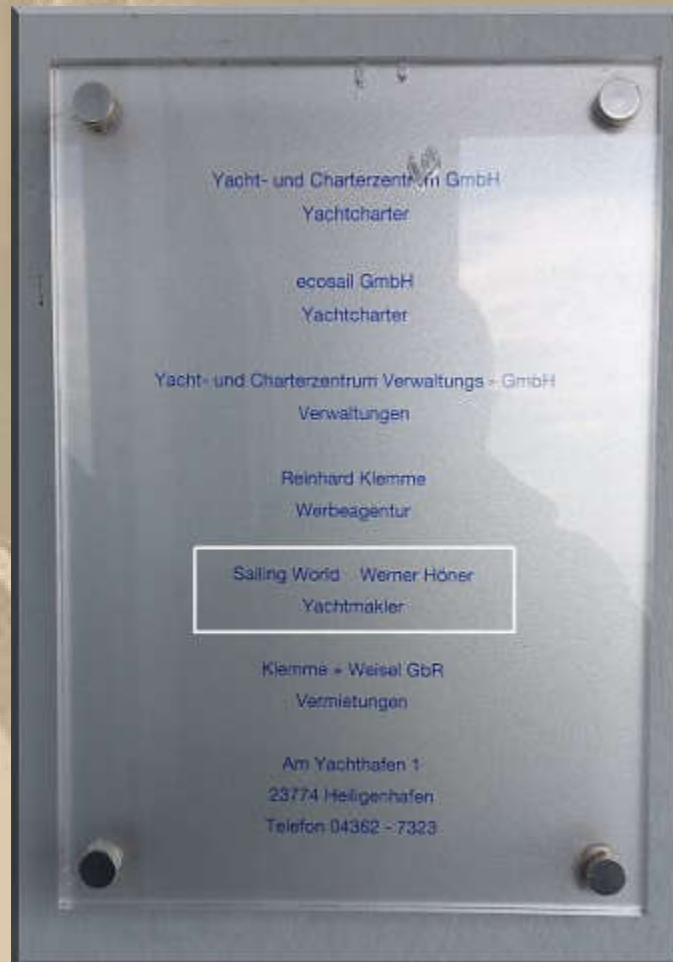 Yacht- und Charterzentrum GmbH
Yachtcharter
ecosail GmbH
Yachtcharter
Yacht- und Charterzentrum Verwaltungs - GmbH
Verwaltungen
Reinhard Klemme
Werbeagentur
Sailing World Werner Höner
Yachtmakler
Klemme + Weisel GbR
Vermietungen
Am Yachthafen 1
23774 Heiligenhafen
Telefon 04362 - 7323